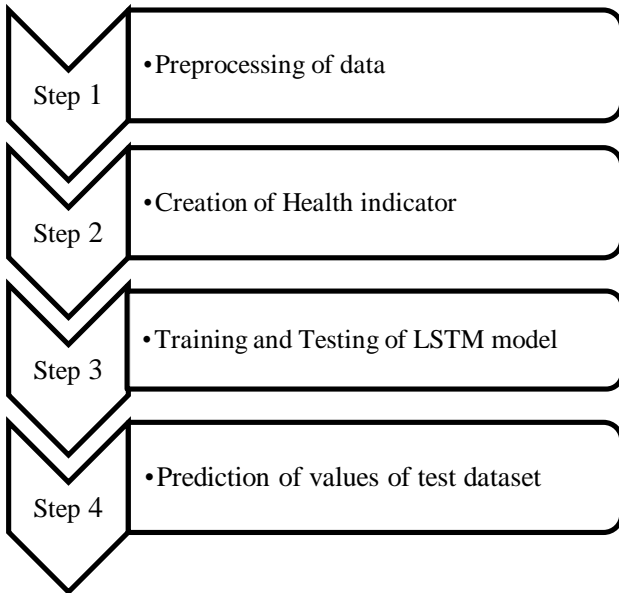 Step 1
•Preprocessing of data
Step 2
•Creation of Health indicator
Step 3
•Training and Testing of LSTM model
Step 4
•Prediction of values of test dataset